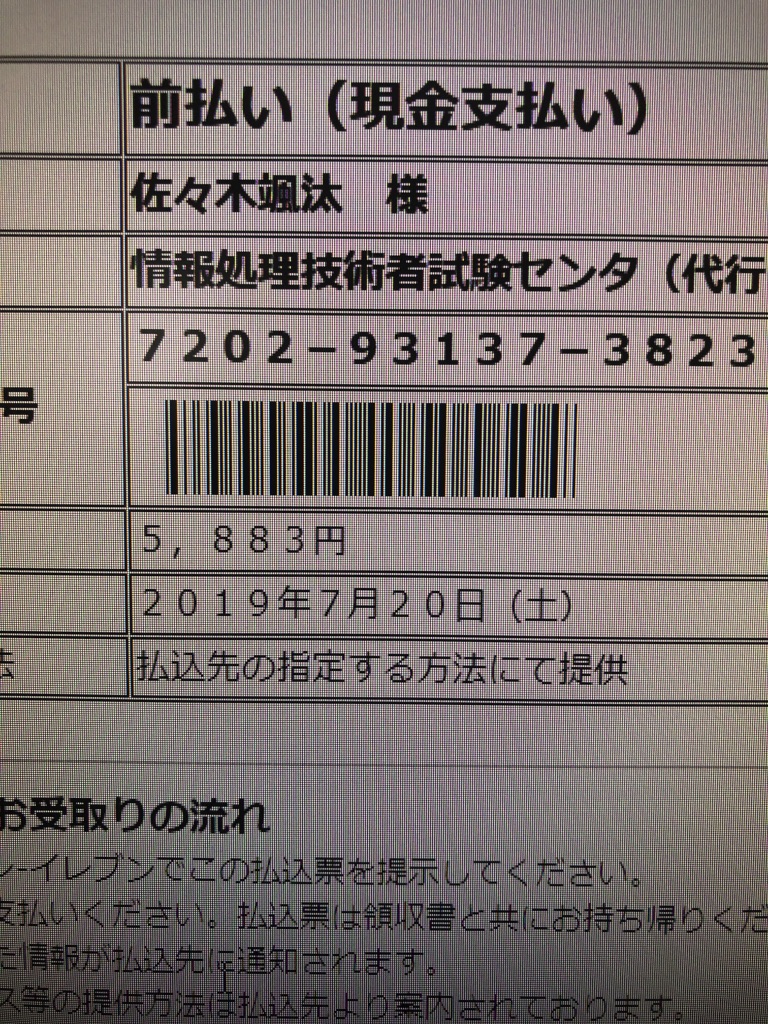 前払い（現金支払い）
佐々木颯汰　様
情報処理技術者試験センタ（代行
７２０２－９３１３７－３８２３
号
５，８８３円
２０１９年７月２０日（土）
法
払込先の指定する方法にて提供
お受取りの流れ
ン-イレブンでこの払込票を提示してください。
支払いください。払込票は領収書と共にお持ち帰りくだ
た情報が払込先に通知されます。
ス等の提供方法は払込先より案内されております。